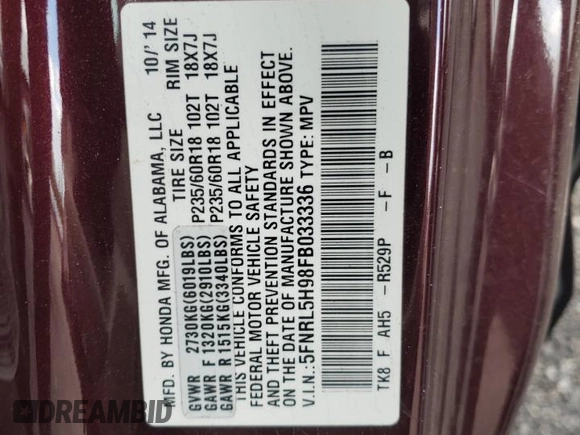 MFD. BY HONDA MFG. OF ALABAMA, LLC 10/' 14
TIRE SIZE RIM SIZE
GVWR 2730KG(6019LBS)
GAWR F 1320KG(2910LBS) P235/60R18 102T 18X7J
GAWR R 1515KG(3340LBS) P235/60R18 102T 18X7J
THIS VEHICLE CONFORMS TO ALL APPLICABLE
FEDERAL MOTOR VEHICLE SAFETY
AND THEFT PREVENTION STANDARDS IN EFFECT
ON THE DATE OF MANUFACTURE SHOWN ABOVE.
V.I.N.:5FNRL5H98FB033336 TYPE: MPV
TK8 F AH5 -R529P -F -B
DREAMBID